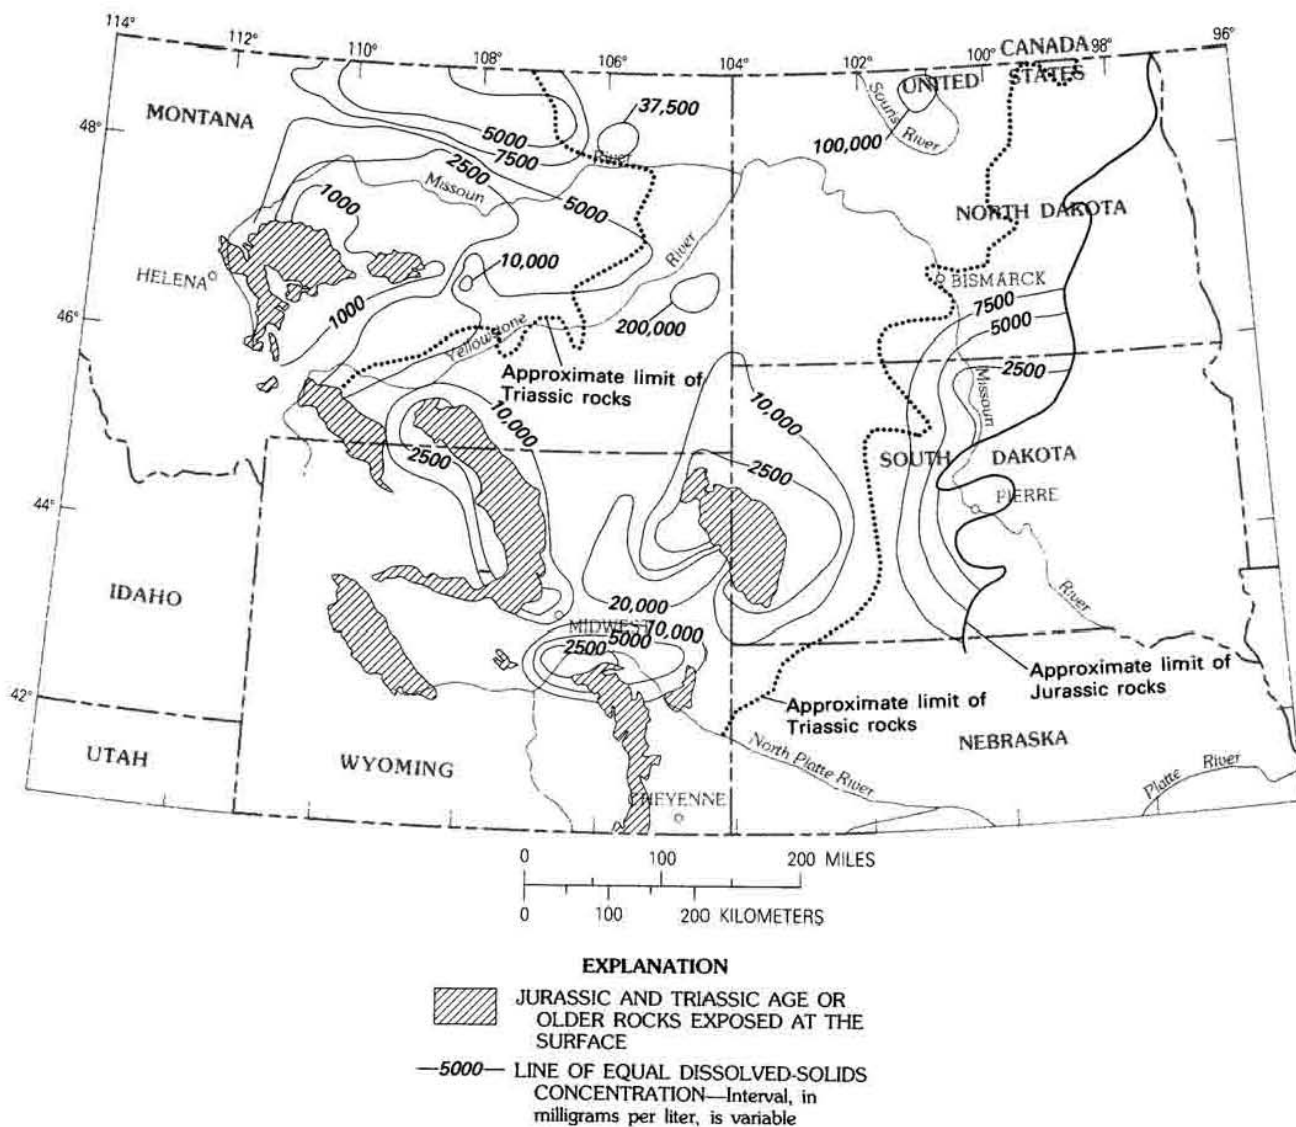 114°
112°
110°
108°
106°
104°
102°
100°
98°
96°
CANADA
UNITED STATES
MONTANA
48°
37,500
5000
7500
River
Souris
River
100,000
2500
Missouri
1000
5000
NORTH DAKOTA
HELENA
10,000
River
BISMARCK
1000
200,000
7500
5000
46°
Yellowstone
2500
Approximate limit of
Triassic rocks
Missouri
10,000
10,000
2500
2500
SOUTH DAKOTA
PIERRE
44°
IDAHO
20,000
River
MIDWEST
10,000
5000
2500
Approximate limit of
Jurassic rocks
42°
Approximate limit of
Triassic rocks
UTAH
WYOMING
North Platte River
NEBRASKA
Platte River
CHEYENNE
0 100 200 MILES
0 100 200 KILOMETERS
EXPLANATION
JURASSIC AND TRIASSIC AGE OR
OLDER ROCKS EXPOSED AT THE
SURFACE
—5000— LINE OF EQUAL DISSOLVED-SOLIDS
CONCENTRATION—Interval, in
milligrams per liter, is variable